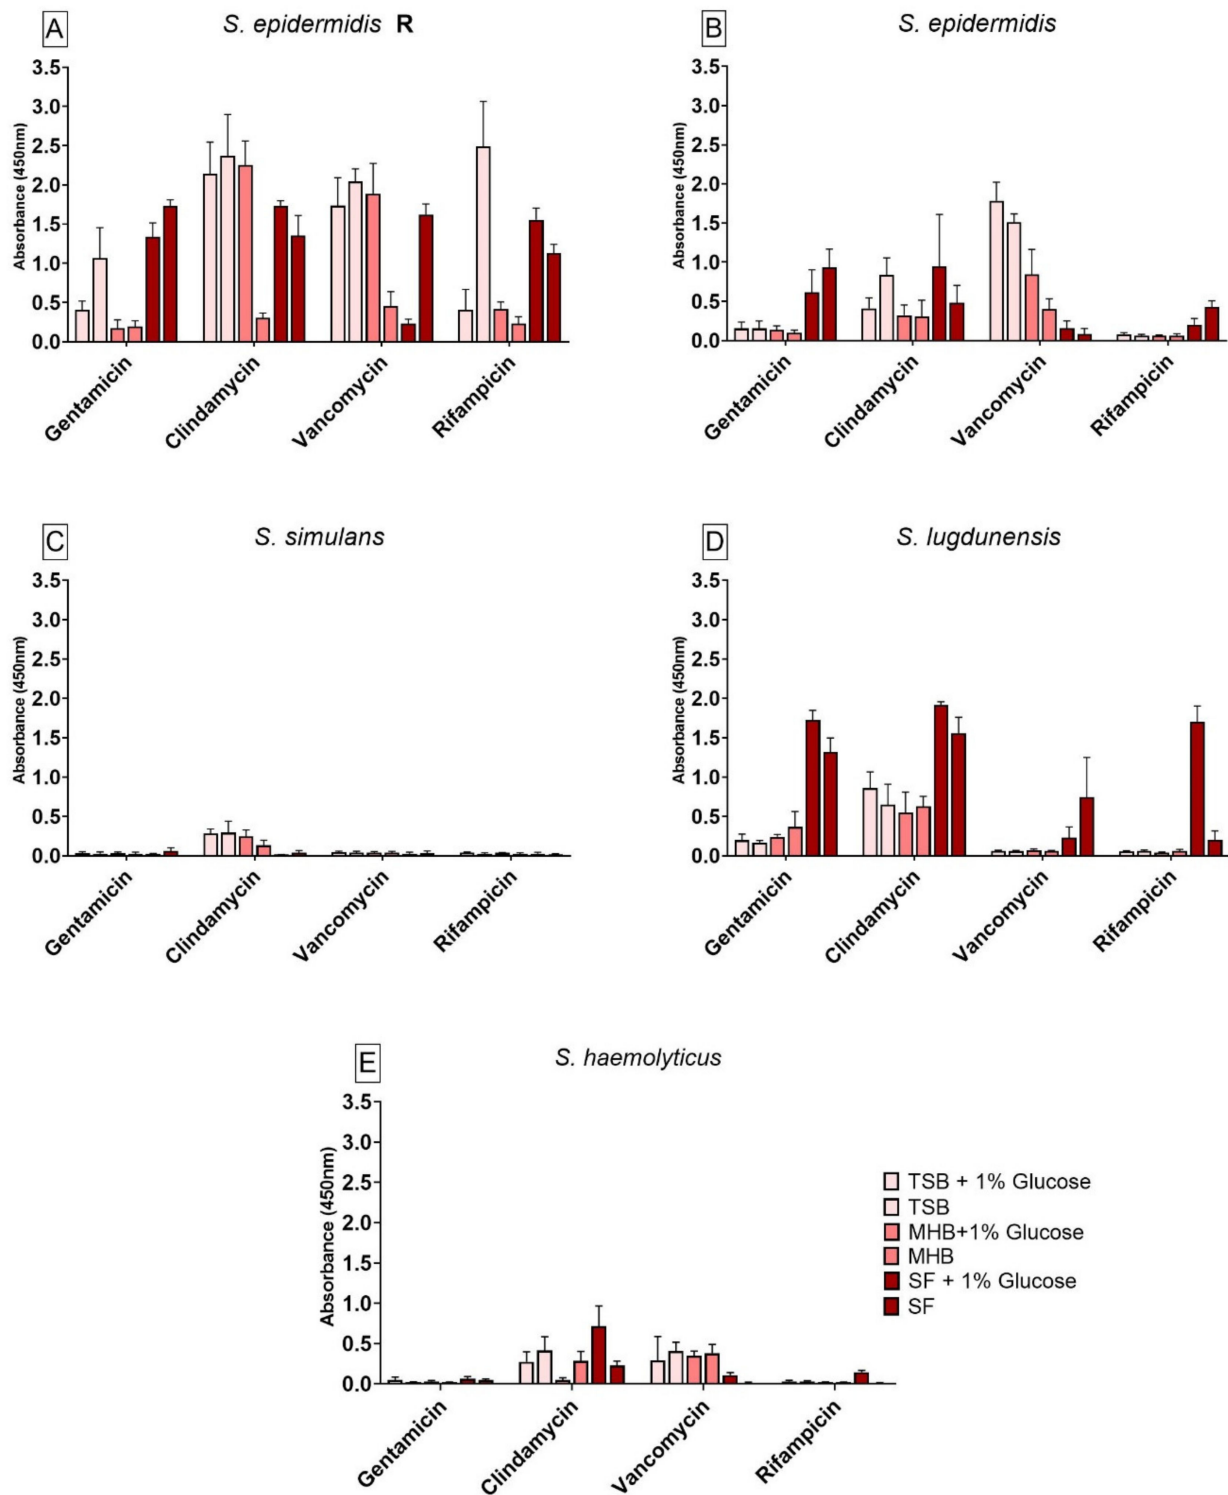 A
S. epidermidis R
Absorbance (450nm)
3.5
3.0
2.5
2.0
1.5
1.0
0.5
0.0
Gentamicin
Clindamycin
Vancomycin
Rifampicin
B
S. epidermidis
Absorbance (450nm)
3.5
3.0
2.5
2.0
1.5
1.0
0.5
0.0
Gentamicin
Clindamycin
Vancomycin
Rifampicin
C
S. simulans
Absorbance (450nm)
3.5
3.0
2.5
2.0
1.5
1.0
0.5
0.0
Gentamicin
Clindamycin
Vancomycin
Rifampicin
D
S. lugdunensis
Absorbance (450nm)
3.5
3.0
2.5
2.0
1.5
1.0
0.5
0.0
Gentamicin
Clindamycin
Vancomycin
Rifampicin
E
S. haemolyticus
Absorbance (450nm)
3.5
3.0
2.5
2.0
1.5
1.0
0.5
0.0
Gentamicin
Clindamycin
Vancomycin
Rifampicin
TSB + 1% Glucose
TSB
MHB+1% Glucose
MHB
SF + 1% Glucose
SF